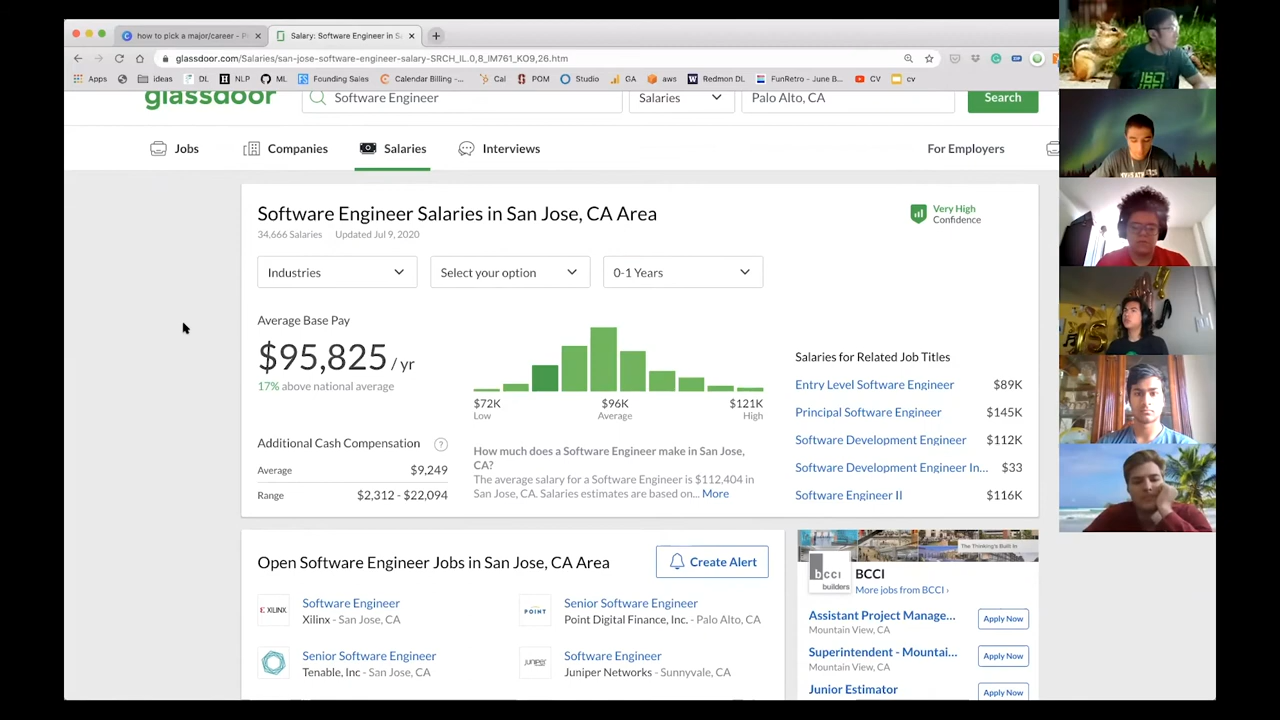 how to pick a major/career - P
Salary: Software Engineer in S
glassdoor.com/Salaries/san-jose-software-engineer-salary-SRCH_IL.0,8_IM761_KO9,26.htm
Apps ideas DL NLP ML Founding Sales Calendar Billing -... Cal POM Studio GA aws Redmon DL FunRetro - June B... CV cv
glassdoor Software Engineer Salaries Palo Alto, CA Search
Jobs Companies Salaries Interviews For Employers
Software Engineer Salaries in San Jose, CA Area
Very High
Confidence
34,666 Salaries Updated Jul 9, 2020
Industries Select your option 0-1 Years
Average Base Pay
$95,825 / yr
17% above national average
$72K $96K $121K
Low Average High
Additional Cash Compensation ?
Average $9,249
Range $2,312 - $22,094
How much does a Software Engineer make in San Jose,
CA?
The average salary for a Software Engineer is $112,404 in
San Jose, CA. Salaries estimates are based on... More
Salaries for Related Job Titles
Entry Level Software Engineer $89K
Principal Software Engineer $145K
Software Development Engineer $112K
Software Development Engineer In... $33
Software Engineer II $116K
Open Software Engineer Jobs in San Jose, CA Area
Create Alert
XILINX
Software Engineer
Xilinx - San Jose, CA
POINT
Senior Software Engineer
Point Digital Finance, Inc. - Palo Alto, CA
Senior Software Engineer
Tenable, Inc - San Jose, CA
JUNIPER
Software Engineer
Juniper Networks - Sunnyvale, CA
The Thinking's Built In
bcci
builders
BCCI
More jobs from BCCI ›
Assistant Project Manage... Apply Now
Mountain View, CA
Superintendent - Mountai... Apply Now
Mountain View, CA
Junior Estimator Apply Now